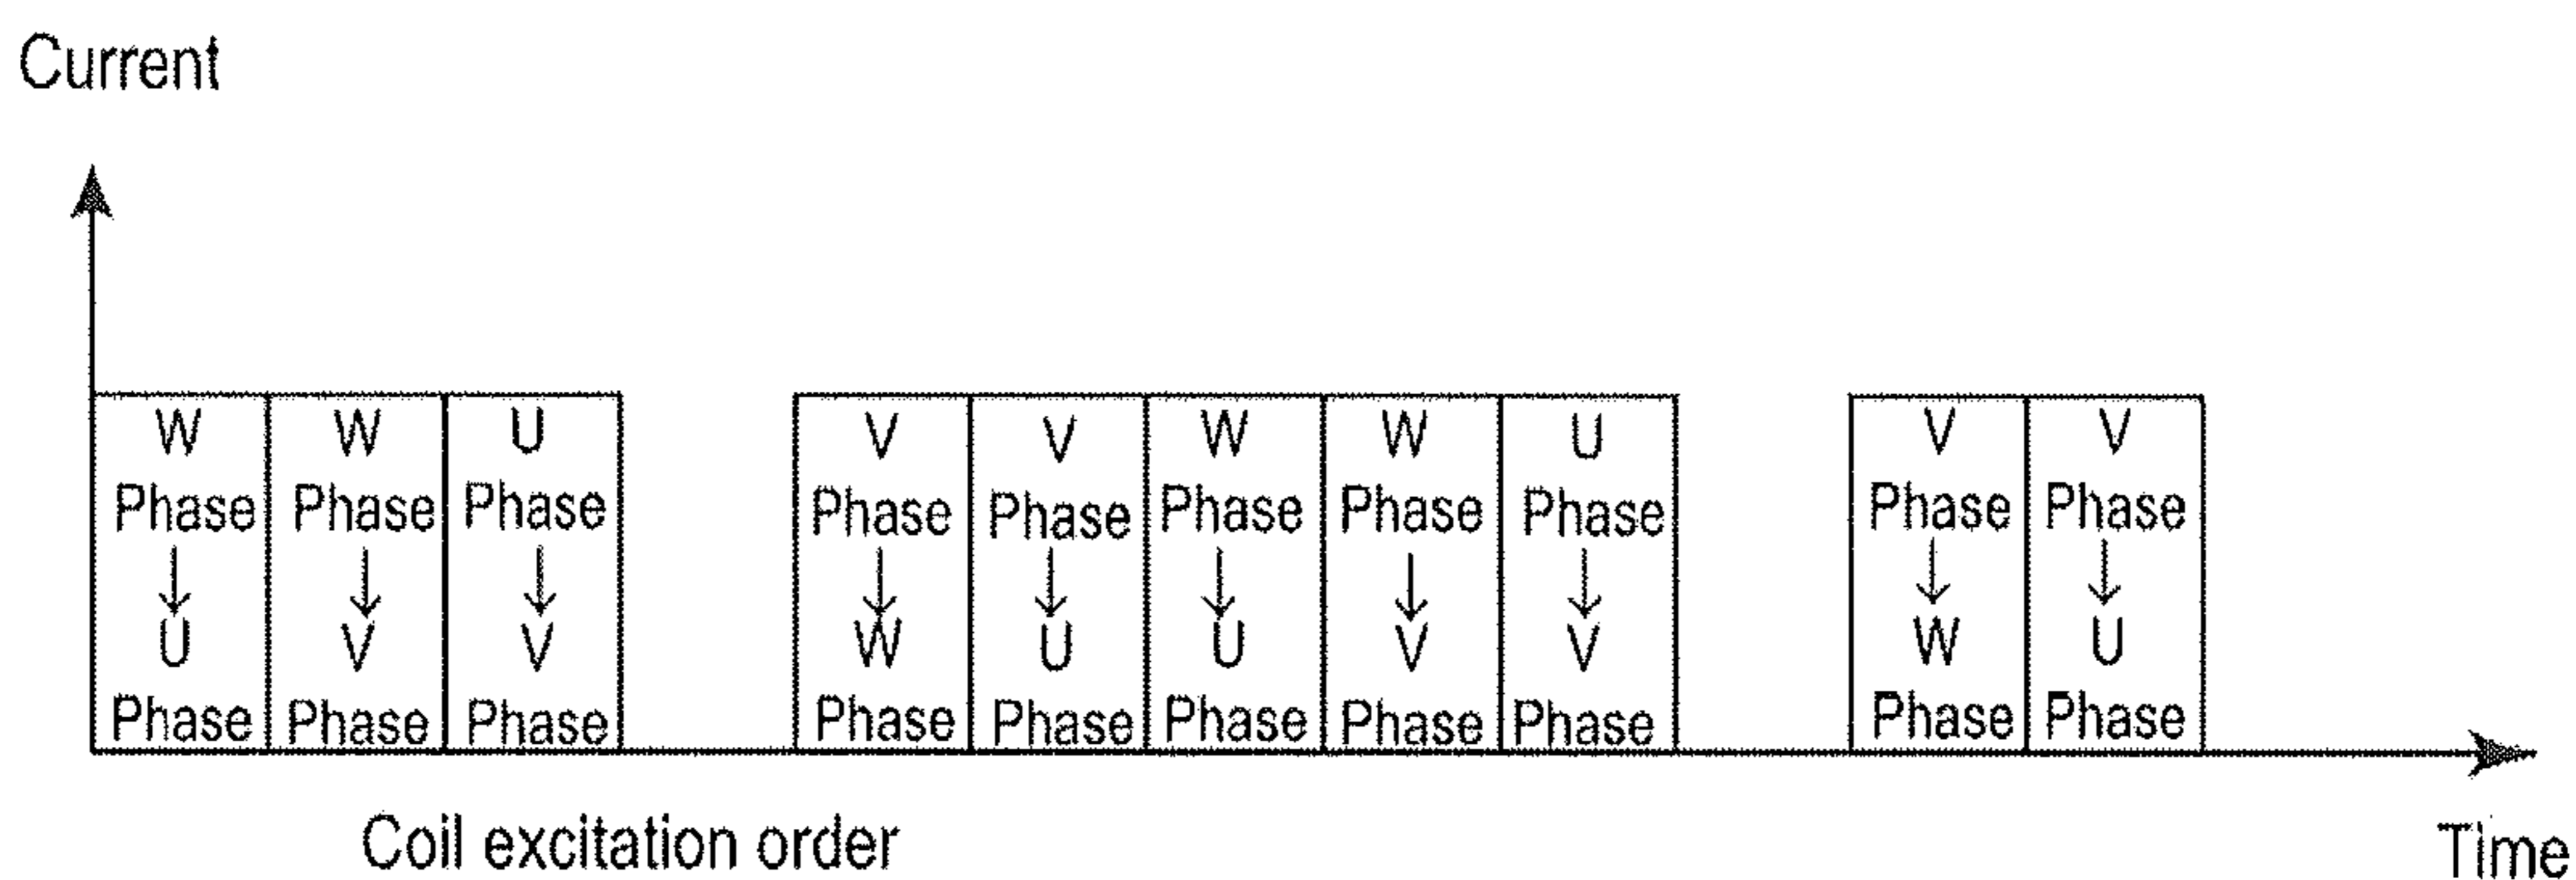 Current
W W U V V W W U V V
Phase Phase Phase Phase Phase Phase Phase Phase Phase Phase
↓ ↓ ↓ ↓ ↓ ↓ ↓ ↓ ↓ ↓
U V V W U U V V W U
Phase Phase Phase Phase Phase Phase Phase Phase Phase Phase
Coil excitation order
Time